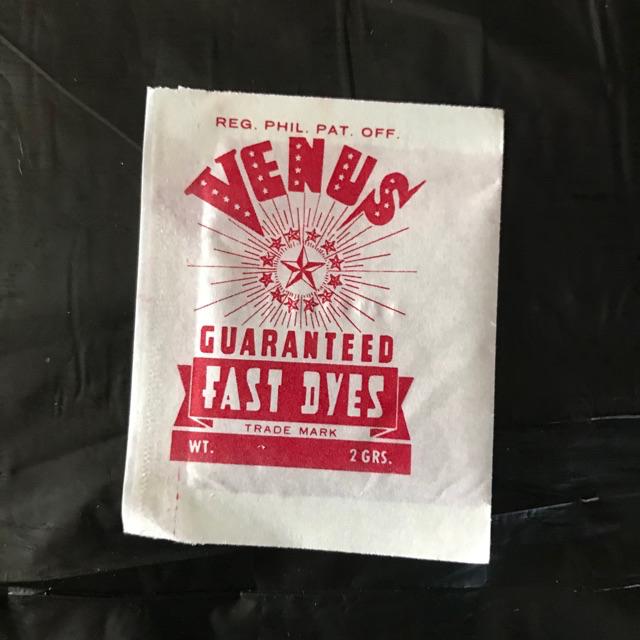 REG. PHIL. PAT. OFF.
VENUS
GUARANTEED
FAST DYES
TRADE MARK
WT. 2 GRS.